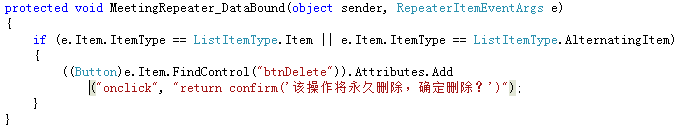 protected void MeetingRepeater_DataBound(object sender, RepeaterItemEventArgs e)
{
if (e.Item.ItemType == ListItemType.Item || e.Item.ItemType == ListItemType.AlternatingItem)
{
((Button)e.Item.FindControl("btnDelete")).Attributes.Add
("onclick", "return confirm('该操作将永久删除，确定删除？')");
}
}